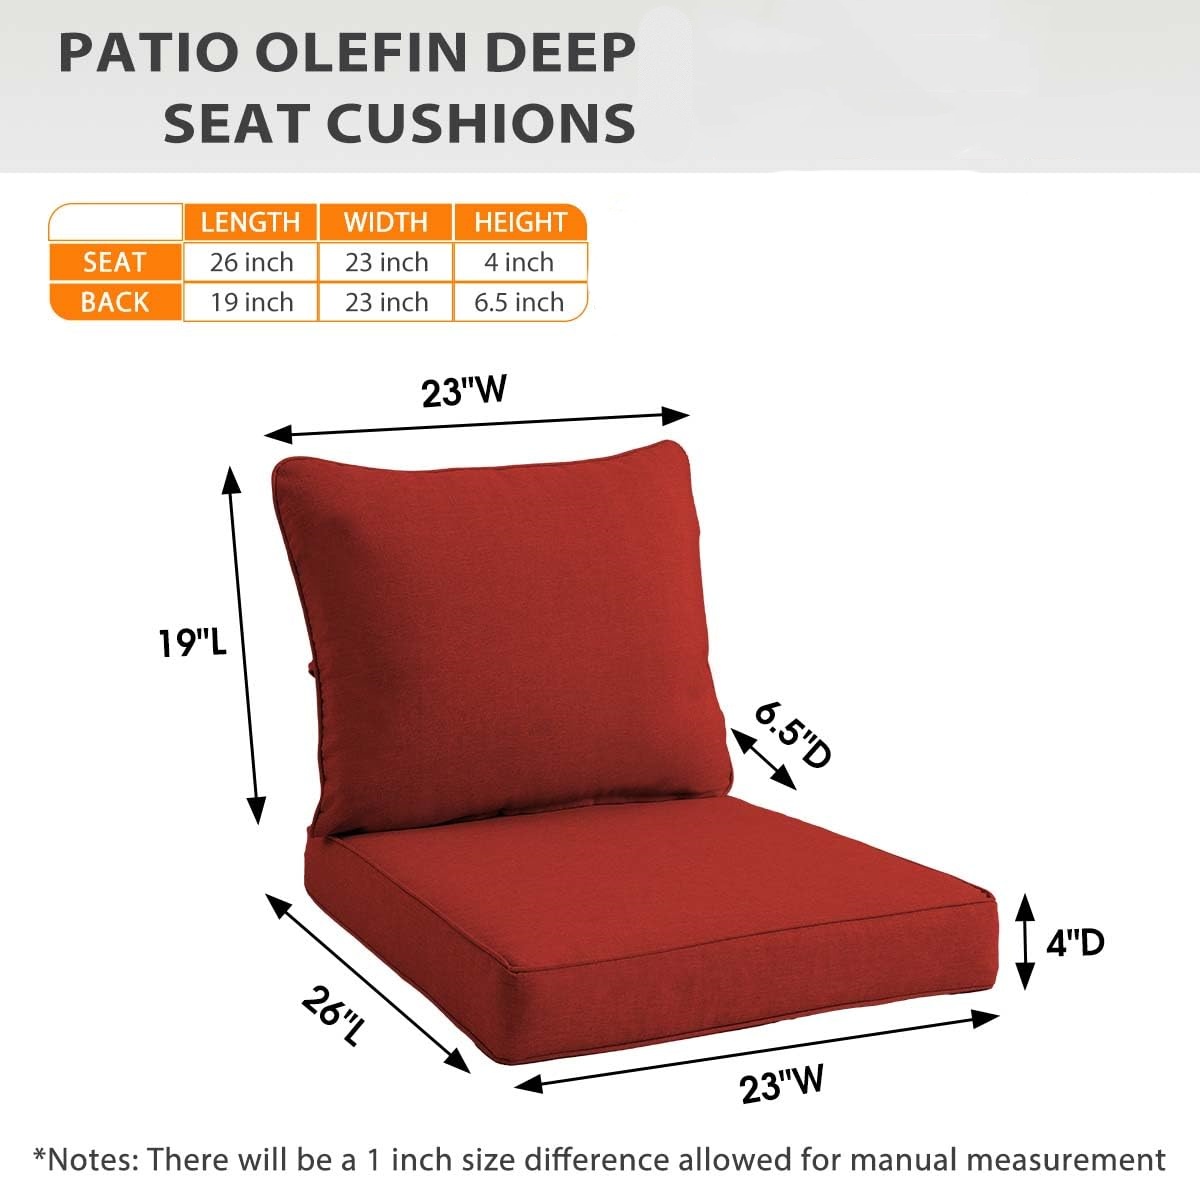 PATIO OLEFIN DEEP
SEAT CUSHIONS
LENGTH WIDTH HEIGHT
SEAT 26 inch 23 inch 4 inch
BACK 19 inch 23 inch 6.5 inch
23"W
19"L
6.5"D
4"D
26"L
23"W
*Notes: There will be a 1 inch size difference allowed for manual measurement